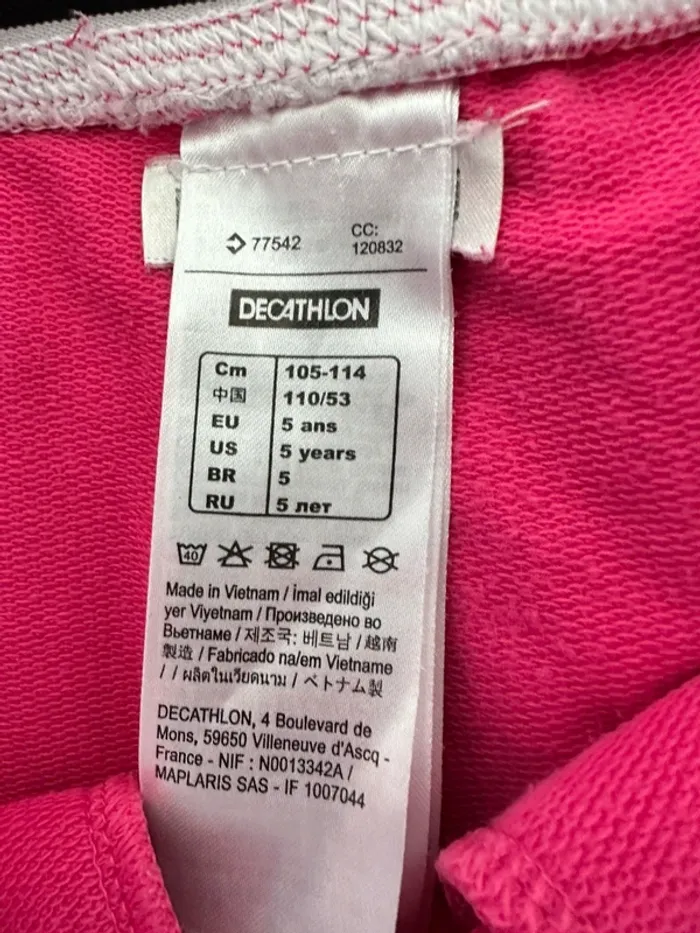 77542
CC:
120832
DECATHLON
Cm 105-114
中国 110/53
EU 5 ans
US 5 years
BR 5
RU 5 лет
40
Made in Vietnam / İmal edildiği
yer Viyetnam / Произведено во
Вьетнаме / 제조국: 베트남 / 越南
製造 / Fabricado na/em Vietname
/ / ผลิตในเวียดนาม / ベトナム製
DECATHLON, 4 Boulevard de
Mons, 59650 Villeneuve d'Ascq -
France - NIF : N0013342A /
MAPLARIS SAS - IF 1007044